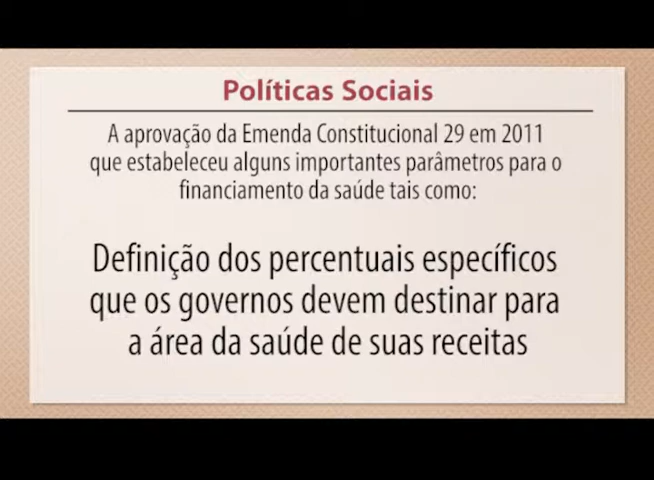 Políticas Sociais
A aprovação da Emenda Constitucional 29 em 2011
que estabeleceu alguns importantes parâmetros para o
financiamento da saúde tais como:
Definição dos percentuais específicos
que os governos devem destinar para
a área da saúde de suas receitas